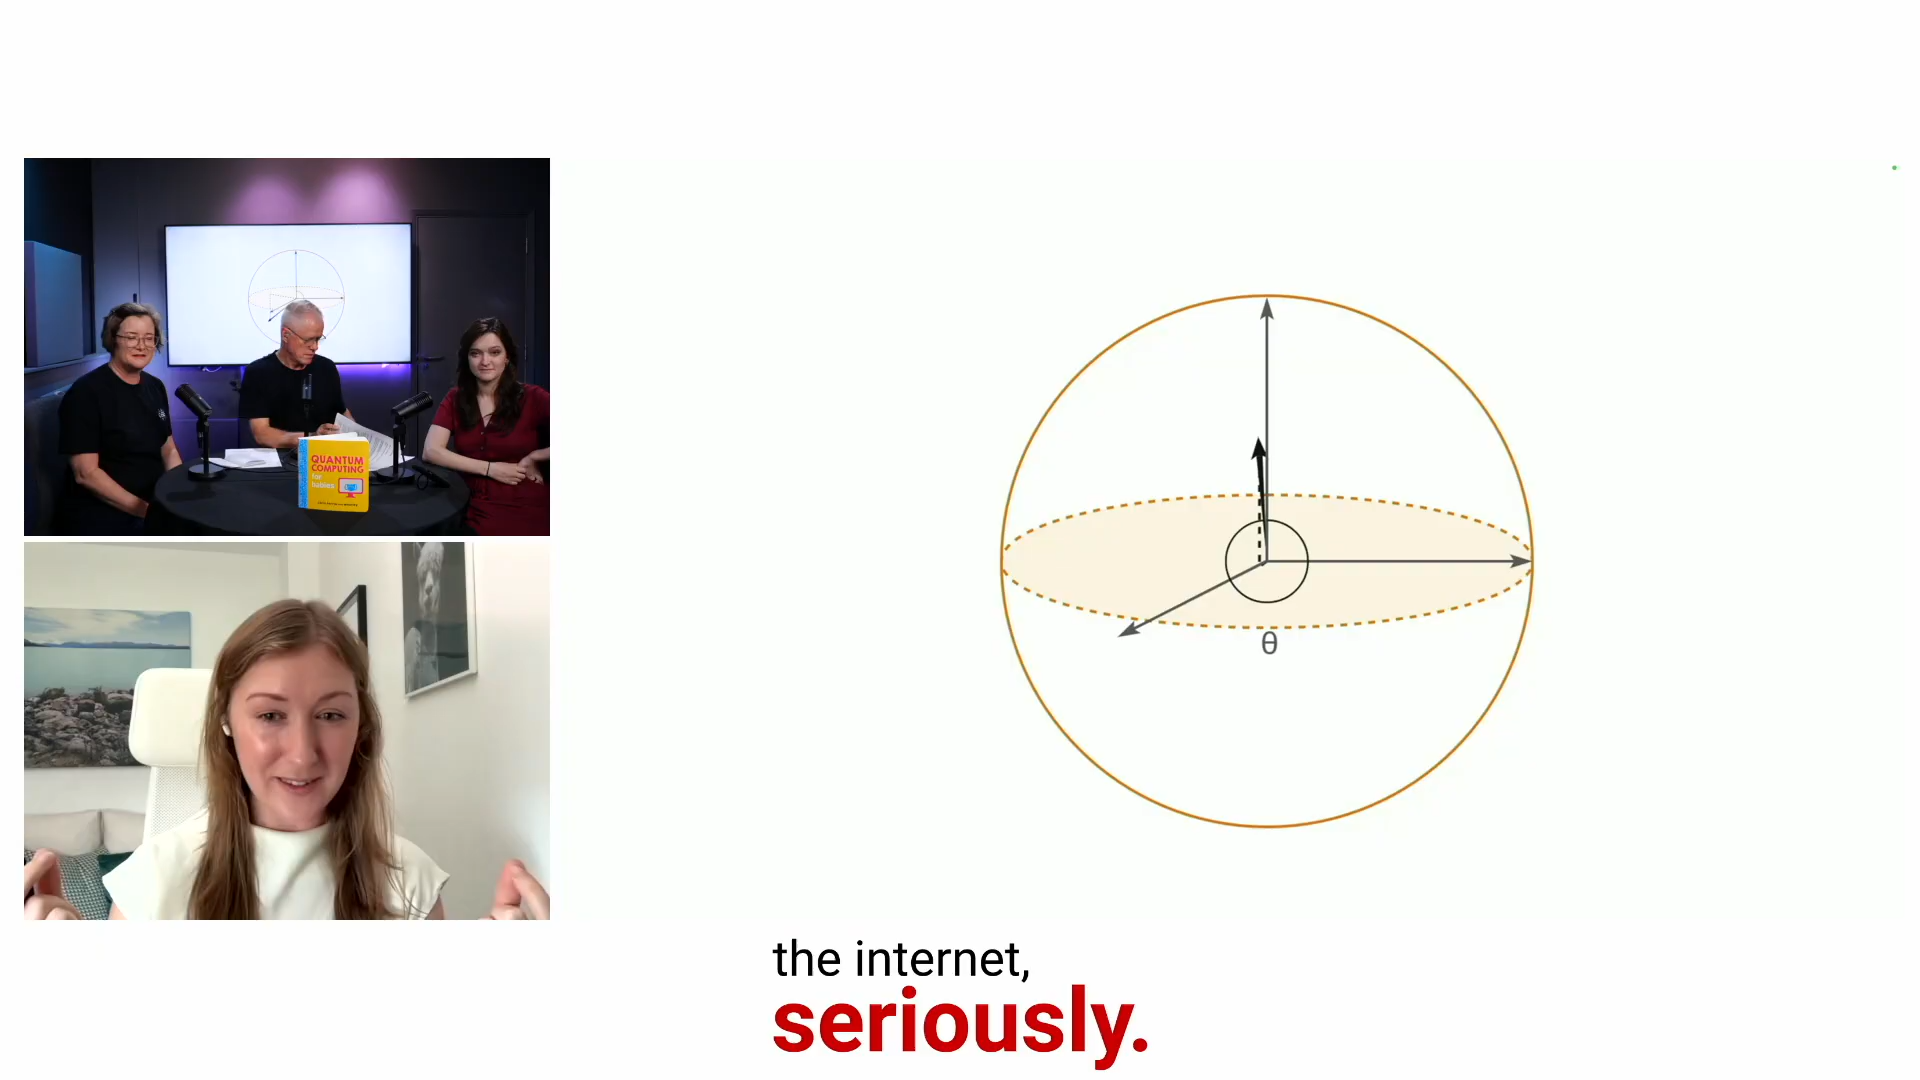 QUANTUM
COMPUTING
for
babies
θ
the internet,
seriously.